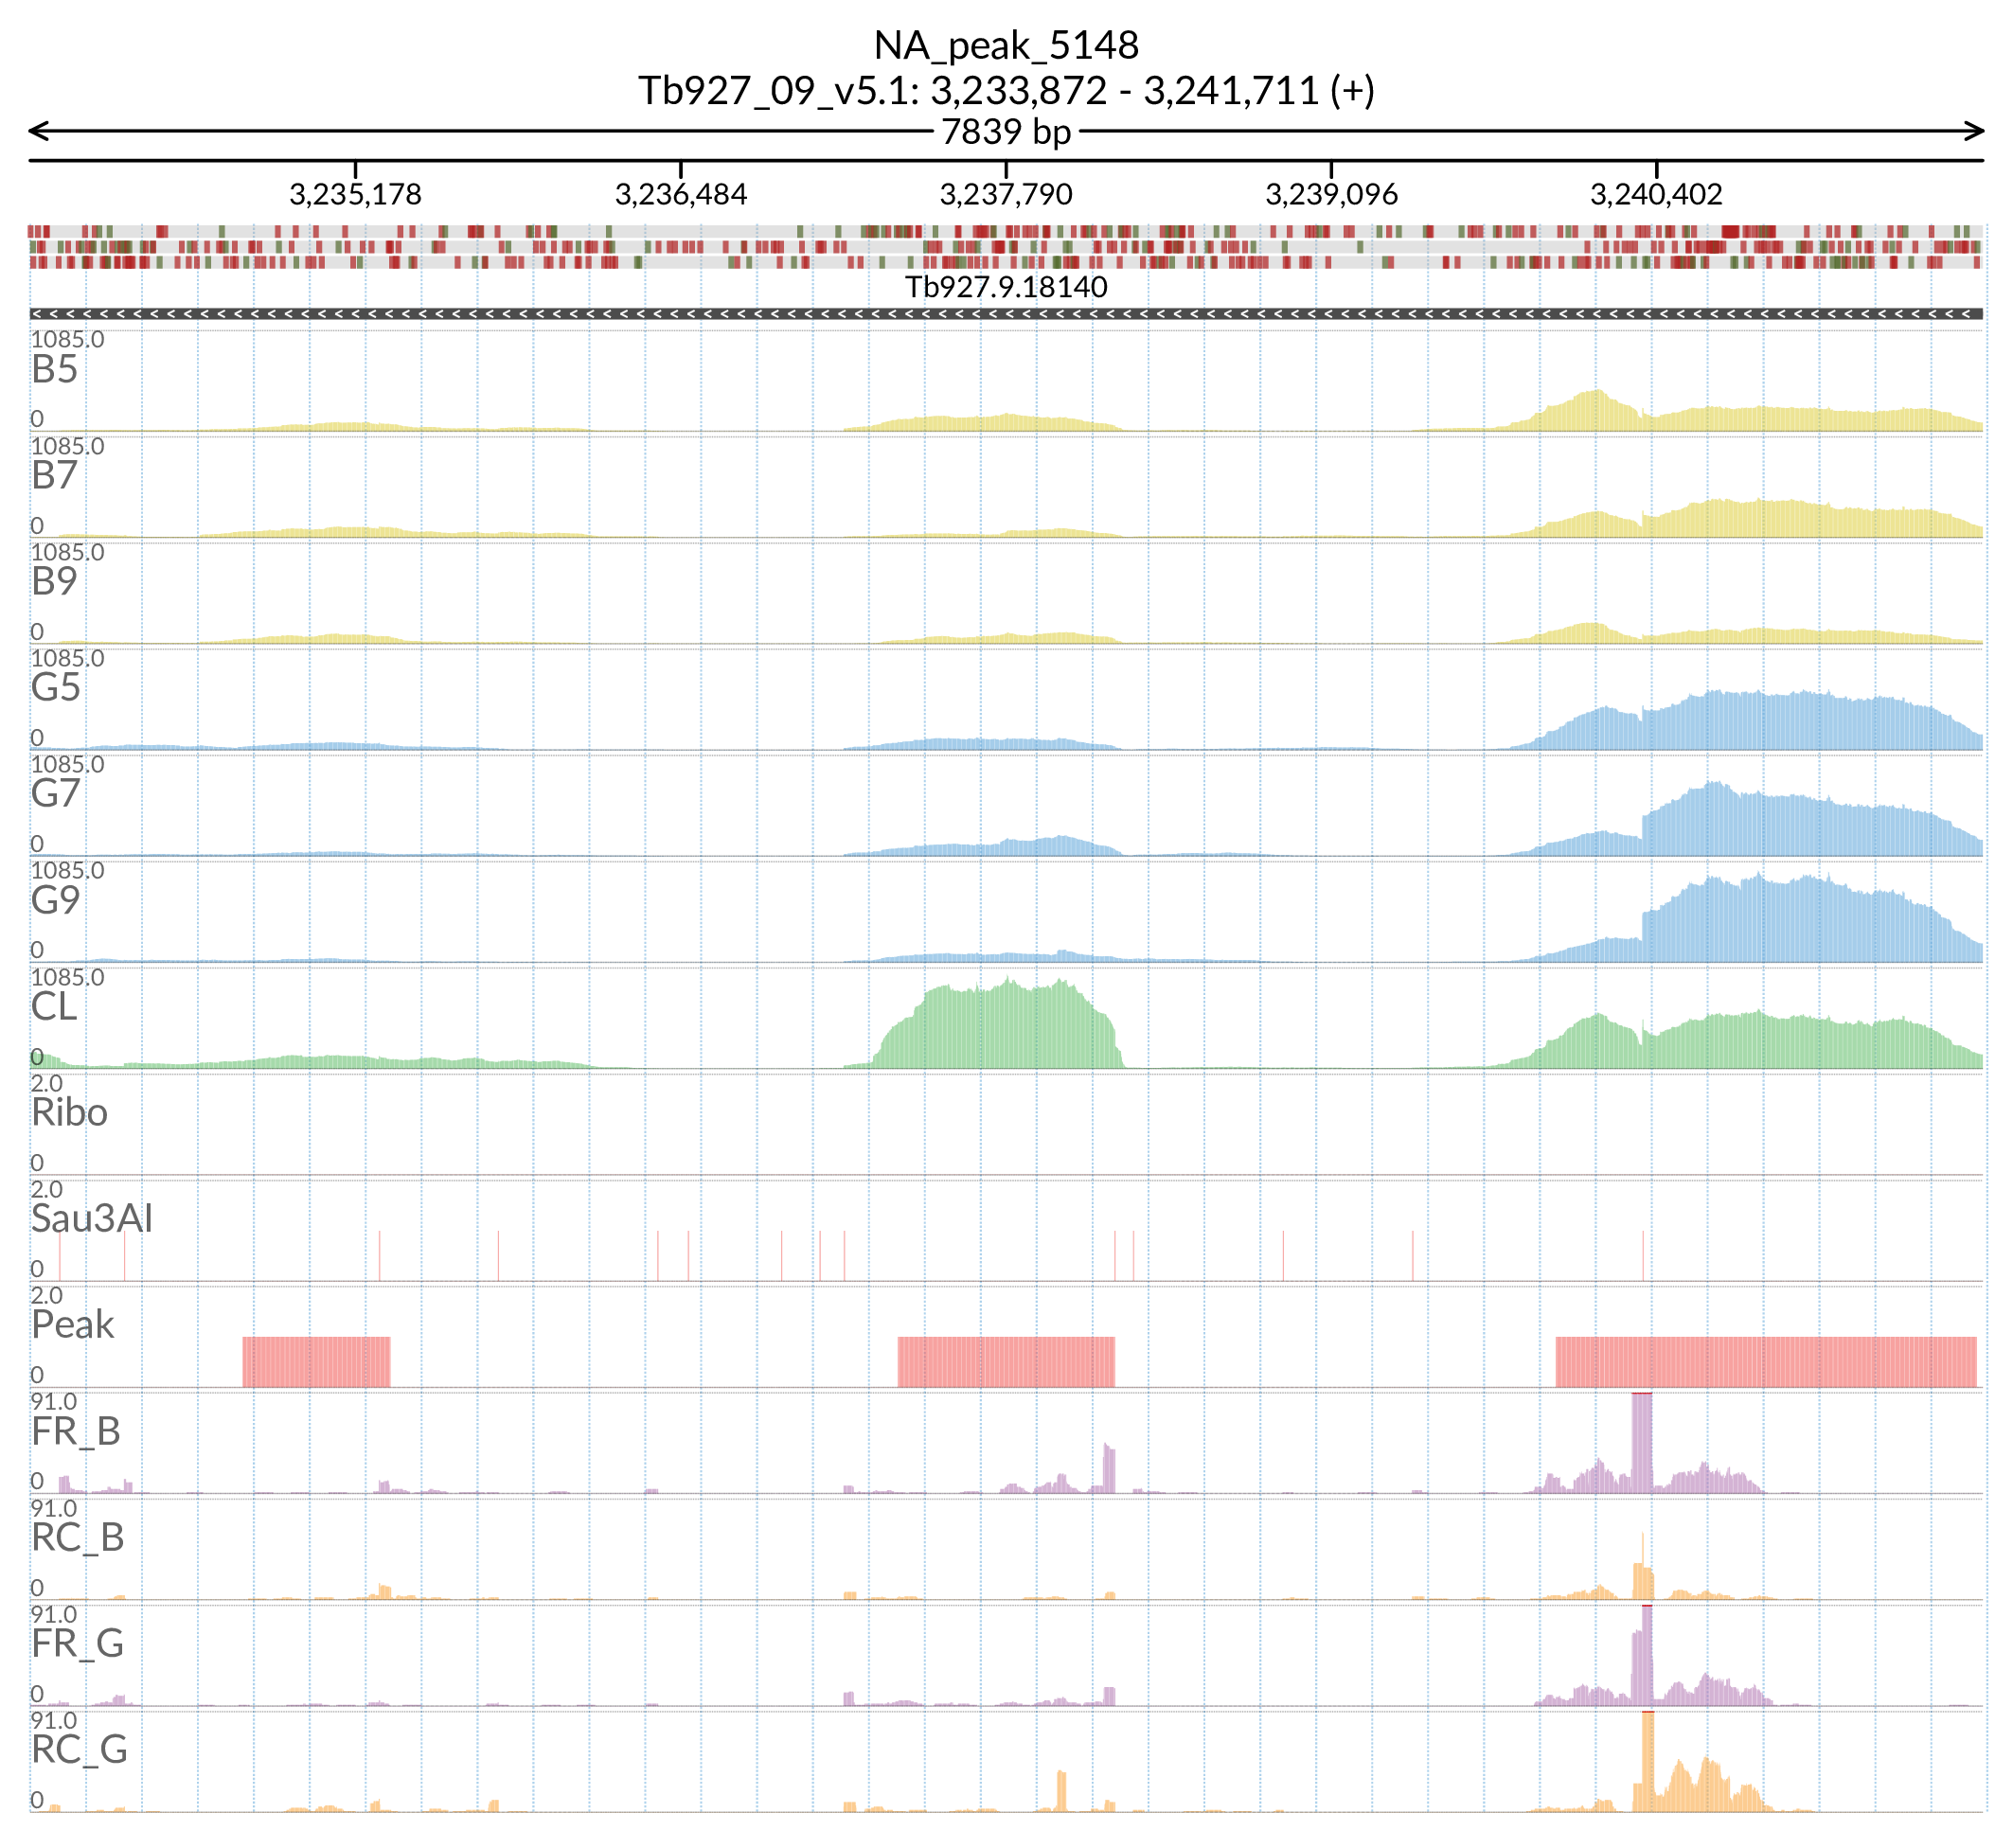 NA_peak_5148
Tb927_09_v5.1: 3,233,872 - 3,241,711 (+)
7839 bp
3,235,178 3,236,484 3,237,790 3,239,096 3,240,402
Tb927.9.18140
1085.0
B5
0
1085.0
B7
0
1085.0
B9
0
1085.0
G5
0
1085.0
G7
0
1085.0
G9
0
1085.0
CL
0
2.0
Ribo
0
2.0
Sau3AI
0
2.0
Peak
0
91.0
FR_B
0
91.0
RC_B
0
91.0
FR_G
0
91.0
RC_G
0